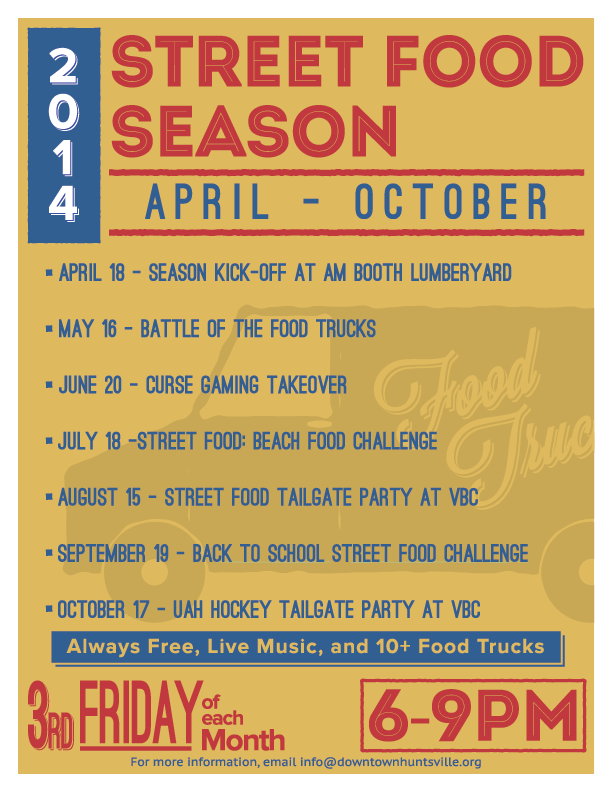 2014
STREET FOOD
SEASON
APRIL - OCTOBER
▪ APRIL 18 - SEASON KICK-OFF AT AM BOOTH LUMBERYARD
▪ MAY 16 - BATTLE OF THE FOOD TRUCKS
▪ JUNE 20 - CURSE GAMING TAKEOVER
▪ JULY 18 -STREET FOOD: BEACH FOOD CHALLENGE
▪ AUGUST 15 - STREET FOOD TAILGATE PARTY AT VBC
▪ SEPTEMBER 19 - BACK TO SCHOOL STREET FOOD CHALLENGE
▪ OCTOBER 17 - UAH HOCKEY TAILGATE PARTY AT VBC
Food
Truc
Always Free, Live Music, and 10+ Food Trucks
3RD FRIDAY of each Month
6-9PM
For more information, email info@downtownhuntsville.org